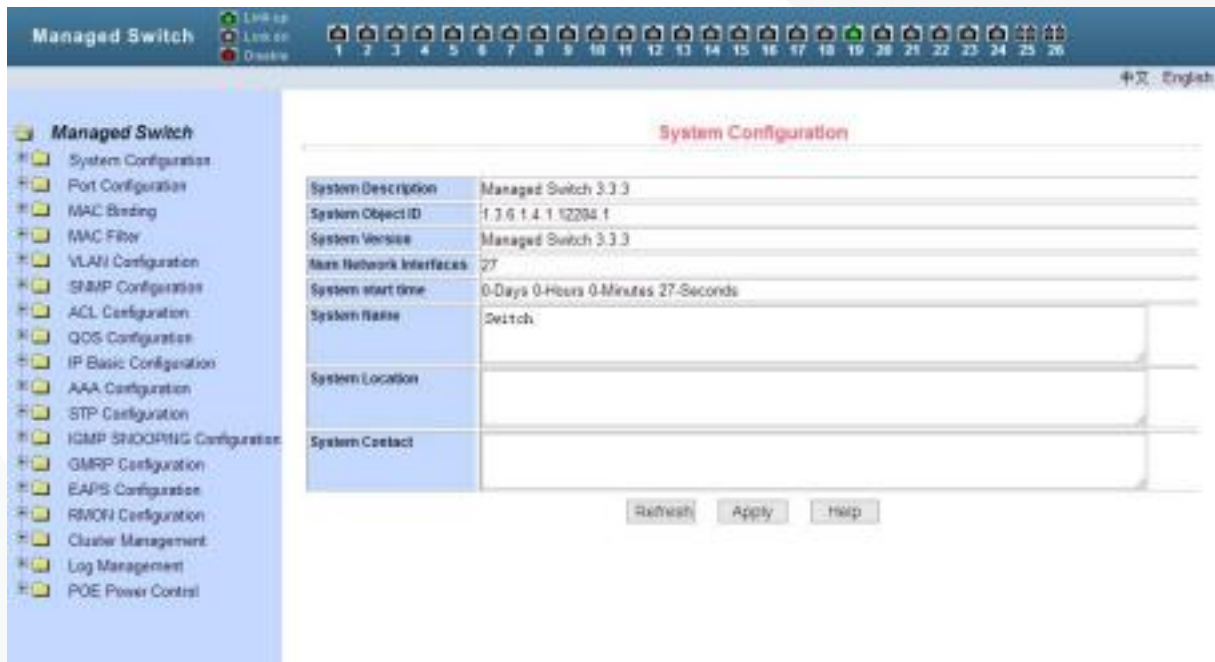 Managed Switch
Link up
Link dn
Disable
1 2 3 4 5 6 7 8 9 10 11 12 13 14 15 16 17 18 19 20 21 22 23 24 25 26
中文 English
Managed Switch
System Configuration
Port Configuration
MAC Binding
MAC Filter
VLAN Configuration
SNMP Configuration
ACL Configuration
QOS Configuration
IP Basic Configuration
AAA Configuration
STP Configuration
IGMP SNOOPING Configuration
GMRP Configuration
EAPS Configuration
RMON Configuration
Cluster Management
Log Management
POE Power Control
System Configuration
System Description Managed Switch 3.3.3
System Object ID 1.3.6.1.4.1.12284.1
System Version Managed Switch 3.3.3
Num Network Interfaces 27
System start time 0-Days 0-Hours 0-Minutes 27-Seconds
System Name Switch
System Location
System Contact
Refresh Apply Help